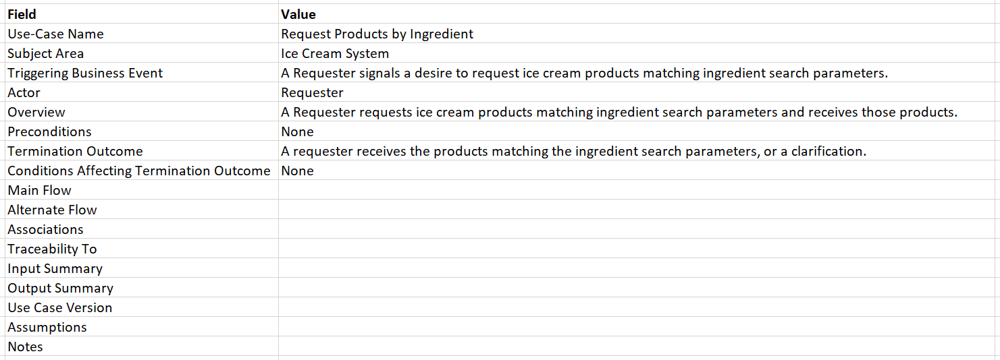 Field Value
Use-Case Name Request Products by Ingredient
Subject Area Ice Cream System
Triggering Business Event A Requester signals a desire to request ice cream products matching ingredient search parameters.
Actor Requester
Overview A Requester requests ice cream products matching ingredient search parameters and receives those products.
Preconditions None
Termination Outcome A requester receives the products matching the ingredient search parameters, or a clarification.
Conditions Affecting Termination Outcome None
Main Flow
Alternate Flow
Associations
Traceability To
Input Summary
Output Summary
Use Case Version
Assumptions
Notes